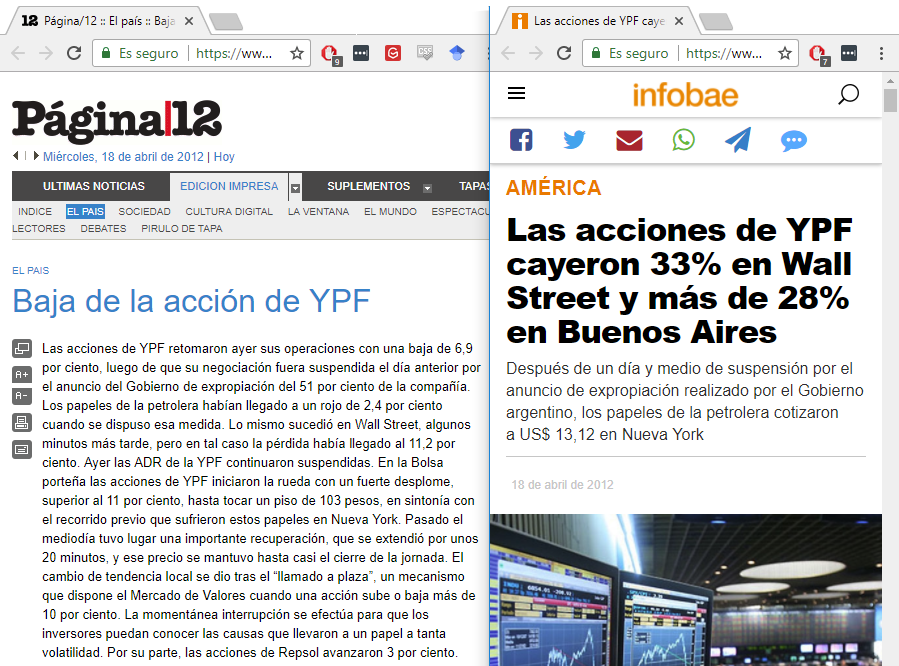 12 Página/12 :: El país :: Baja
Es seguro
https://ww...
9
CSE
Página|12
Miércoles, 18 de abril de 2012 | Hoy
ULTIMAS NOTICIAS EDICION IMPRESA SUPLEMENTOS TAPAS
INDICE EL PAIS SOCIEDAD CULTURA DIGITAL LA VENTANA EL MUNDO ESPECTACU
LECTORES DEBATES PIRULO DE TAPA
EL PAIS
Baja de la acción de YPF
A+
A-
Las acciones de YPF retomaron ayer sus operaciones con una baja de 6,9
por ciento, luego de que su negociación fuera suspendida el día anterior por
el anuncio del Gobierno de expropiación del 51 por ciento de la compañía.
Los papeles de la petrolera habían llegado a un rojo de 2,4 por ciento
cuando se dispuso esa medida. Lo mismo sucedió en Wall Street, algunos
minutos más tarde, pero en tal caso la pérdida había llegado al 11,2 por
ciento. Ayer las ADR de la YPF continuaron suspendidas. En la Bolsa
porteña las acciones de YPF iniciaron la rueda con un fuerte desplome,
superior al 11 por ciento, hasta tocar un piso de 103 pesos, en sintonía con
el recorrido previo que sufrieron estos papeles en Nueva York. Pasado el
mediodía tuvo lugar una importante recuperación, que se extendió por unos
20 minutos, y ese precio se mantuvo hasta casi el cierre de la jornada. El
cambio de tendencia local se dio tras el “llamado a plaza”, un mecanismo
que dispone el Mercado de Valores cuando una acción sube o baja más de
10 por ciento. La momentánea interrupción se efectúa para que los
inversores puedan conocer las causas que llevaron a un papel a tanta
volatilidad. Por su parte, las acciones de Repsol avanzaron 3 por ciento.
Las acciones de YPF caye
Es seguro
https://ww...
7
infobae
AMÉRICA
Las acciones de YPF
cayeron 33% en Wall
Street y más de 28%
en Buenos Aires
Después de un día y medio de suspensión por el
anuncio de expropiación realizado por el Gobierno
argentino, los papeles de la petrolera cotizaron
a US$ 13,12 en Nueva York
18 de abril de 2012